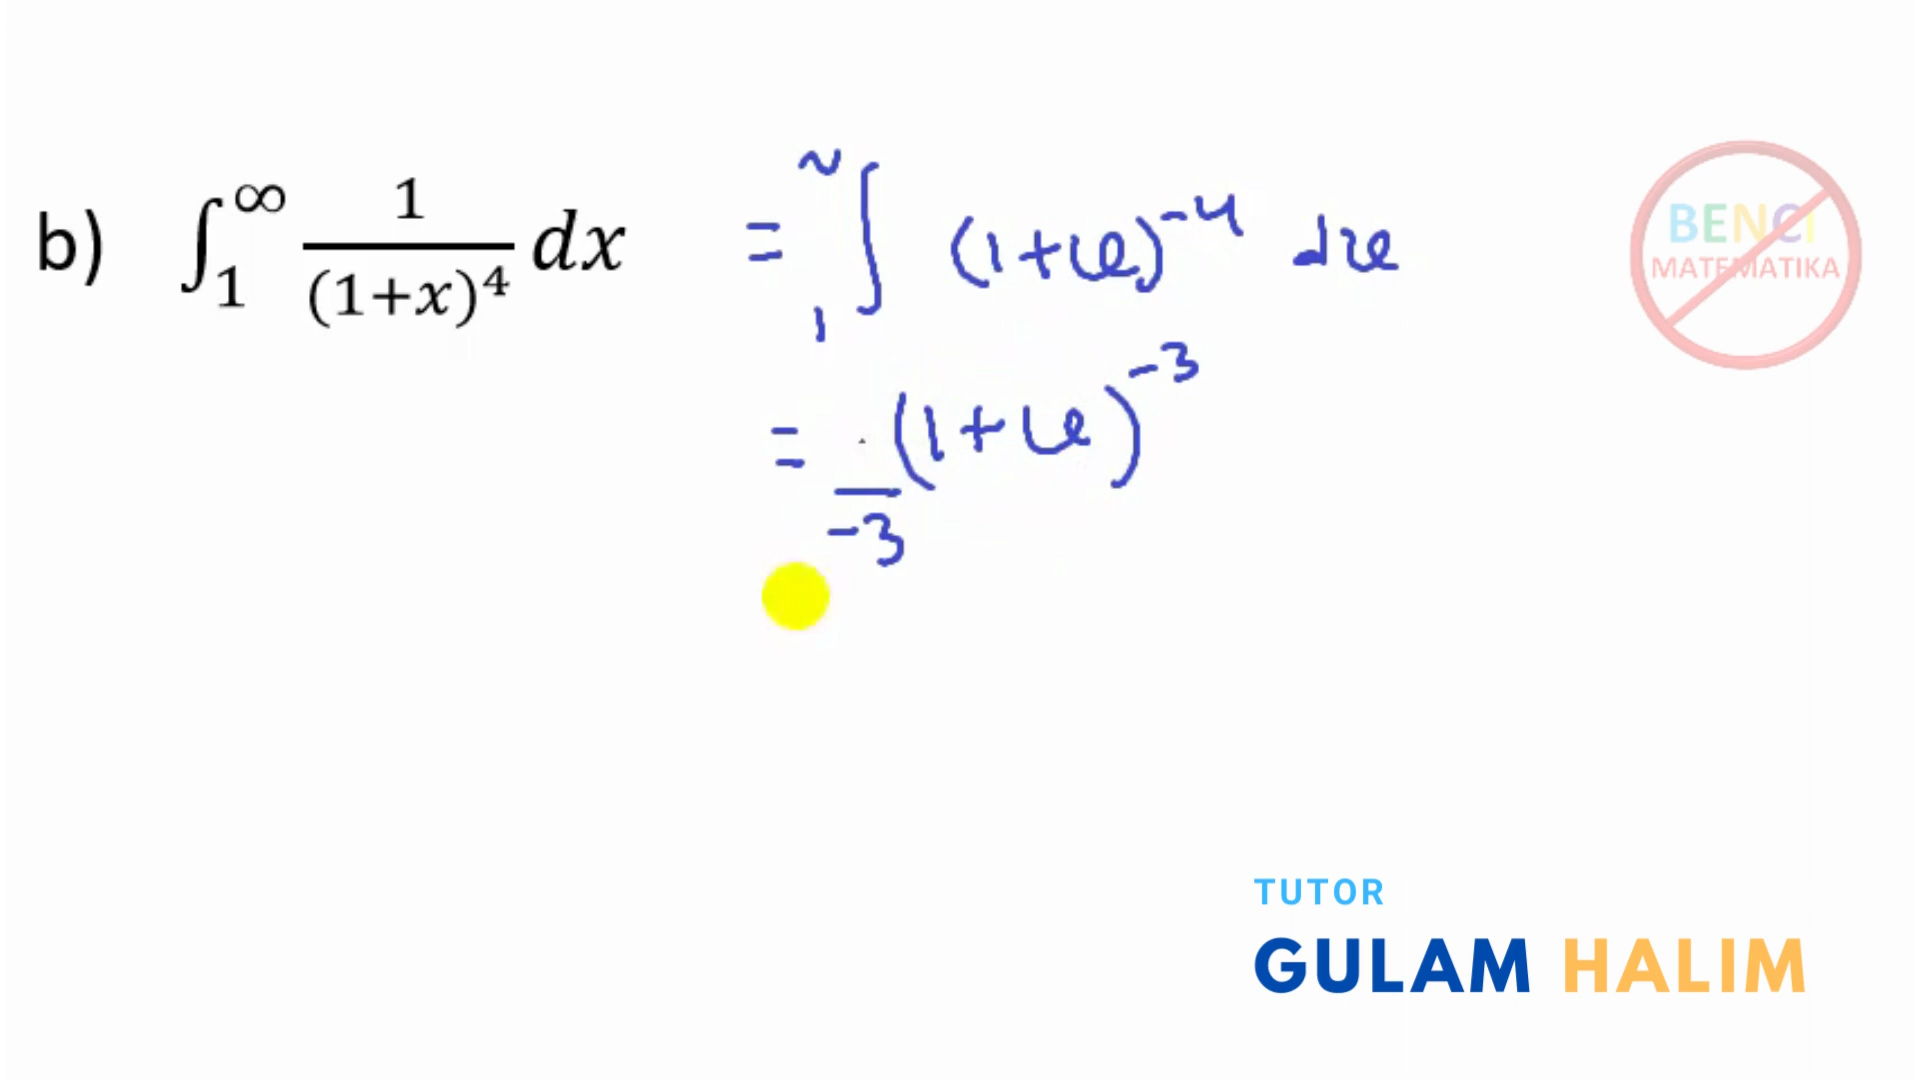 b) ∫₁^∞ 1/(1+x)⁴ dx = ₁∫^~ (1+x)⁻⁴ dx
= /-3 (1+x)⁻³
BENCI
MATEMATIKA
TUTOR
GULAM HALIM